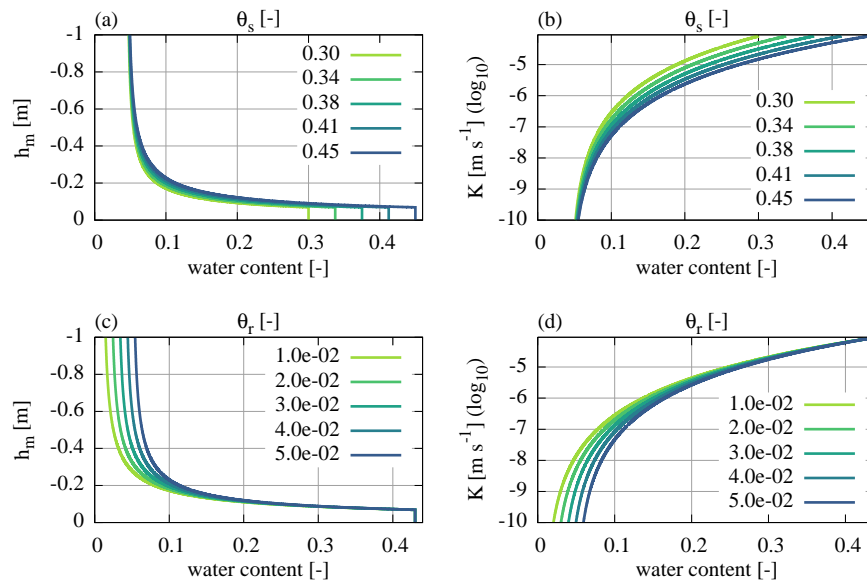 (a) θs [-]
-1
-0.8
-0.6
-0.4
-0.2
0
hm [m]
0.30
0.34
0.38
0.41
0.45
0 0.1 0.2 0.3 0.4
water content [-]
(b) θs [-]
-5
-6
-7
-8
-9
-10
K [m s-1] (log10)
0.30
0.34
0.38
0.41
0.45
0 0.1 0.2 0.3 0.4
water content [-]
(c) θr [-]
-1
-0.8
-0.6
-0.4
-0.2
0
hm [m]
1.0e-02
2.0e-02
3.0e-02
4.0e-02
5.0e-02
0 0.1 0.2 0.3 0.4
water content [-]
(d) θr [-]
-5
-6
-7
-8
-9
-10
K [m s-1] (log10)
1.0e-02
2.0e-02
3.0e-02
4.0e-02
5.0e-02
0 0.1 0.2 0.3 0.4
water content [-]